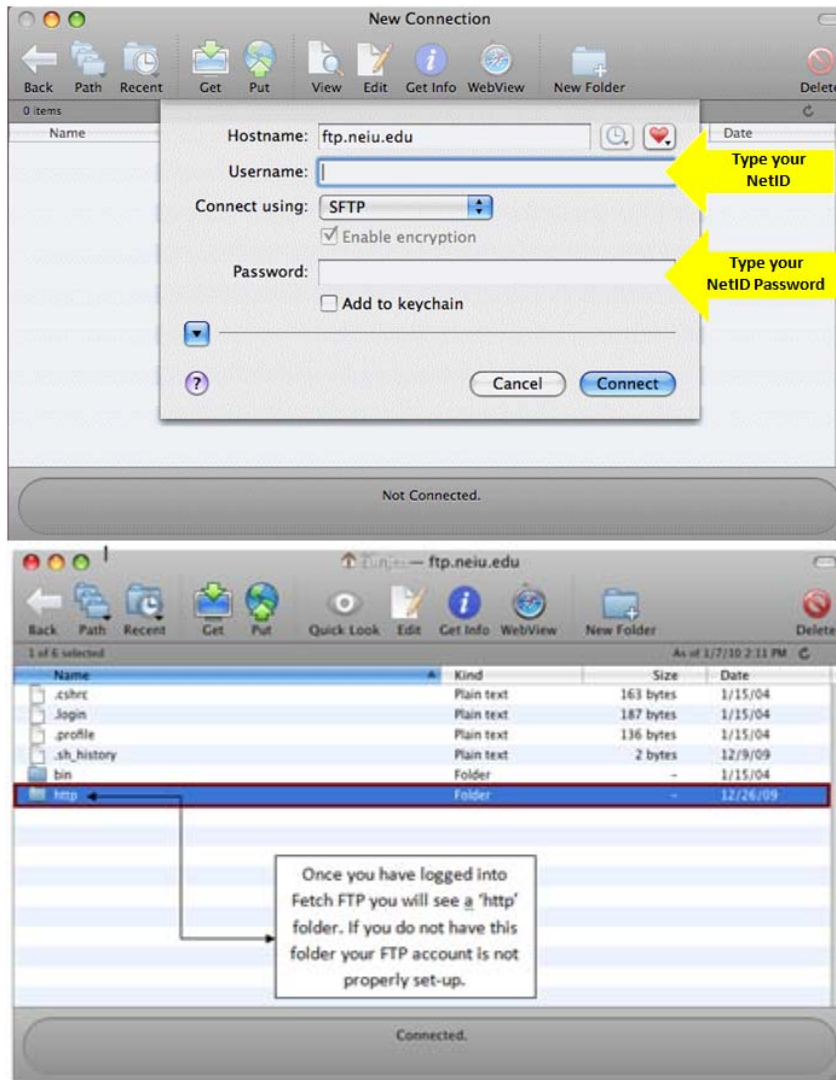 New Connection
Back Path Recent Get Put View Edit Get Info WebView New Folder Delete
0 items
Name Date
Hostname: ftp.neiu.edu
Username:
Type your
NetID
Connect using: SFTP
Enable encryption
Password:
Type your
NetID Password
Add to keychain
?
Cancel Connect
Not Connected.
— ftp.neiu.edu
Back Path Recent Get Put Quick Look Edit Get Info WebView New Folder Delete
1 of 6 selected As of 1/7/10 2:11 PM
Name Kind Size Date
.cshrc Plain text 163 bytes 1/15/04
.login Plain text 187 bytes 1/15/04
.profile Plain text 136 bytes 1/15/04
.sh_history Plain text 2 bytes 12/9/09
bin Folder - 1/15/04
http Folder - 12/26/09
Once you have logged into
Fetch FTP you will see a 'http'
folder. If you do not have this
folder your FTP account is not
properly set-up.
Connected.